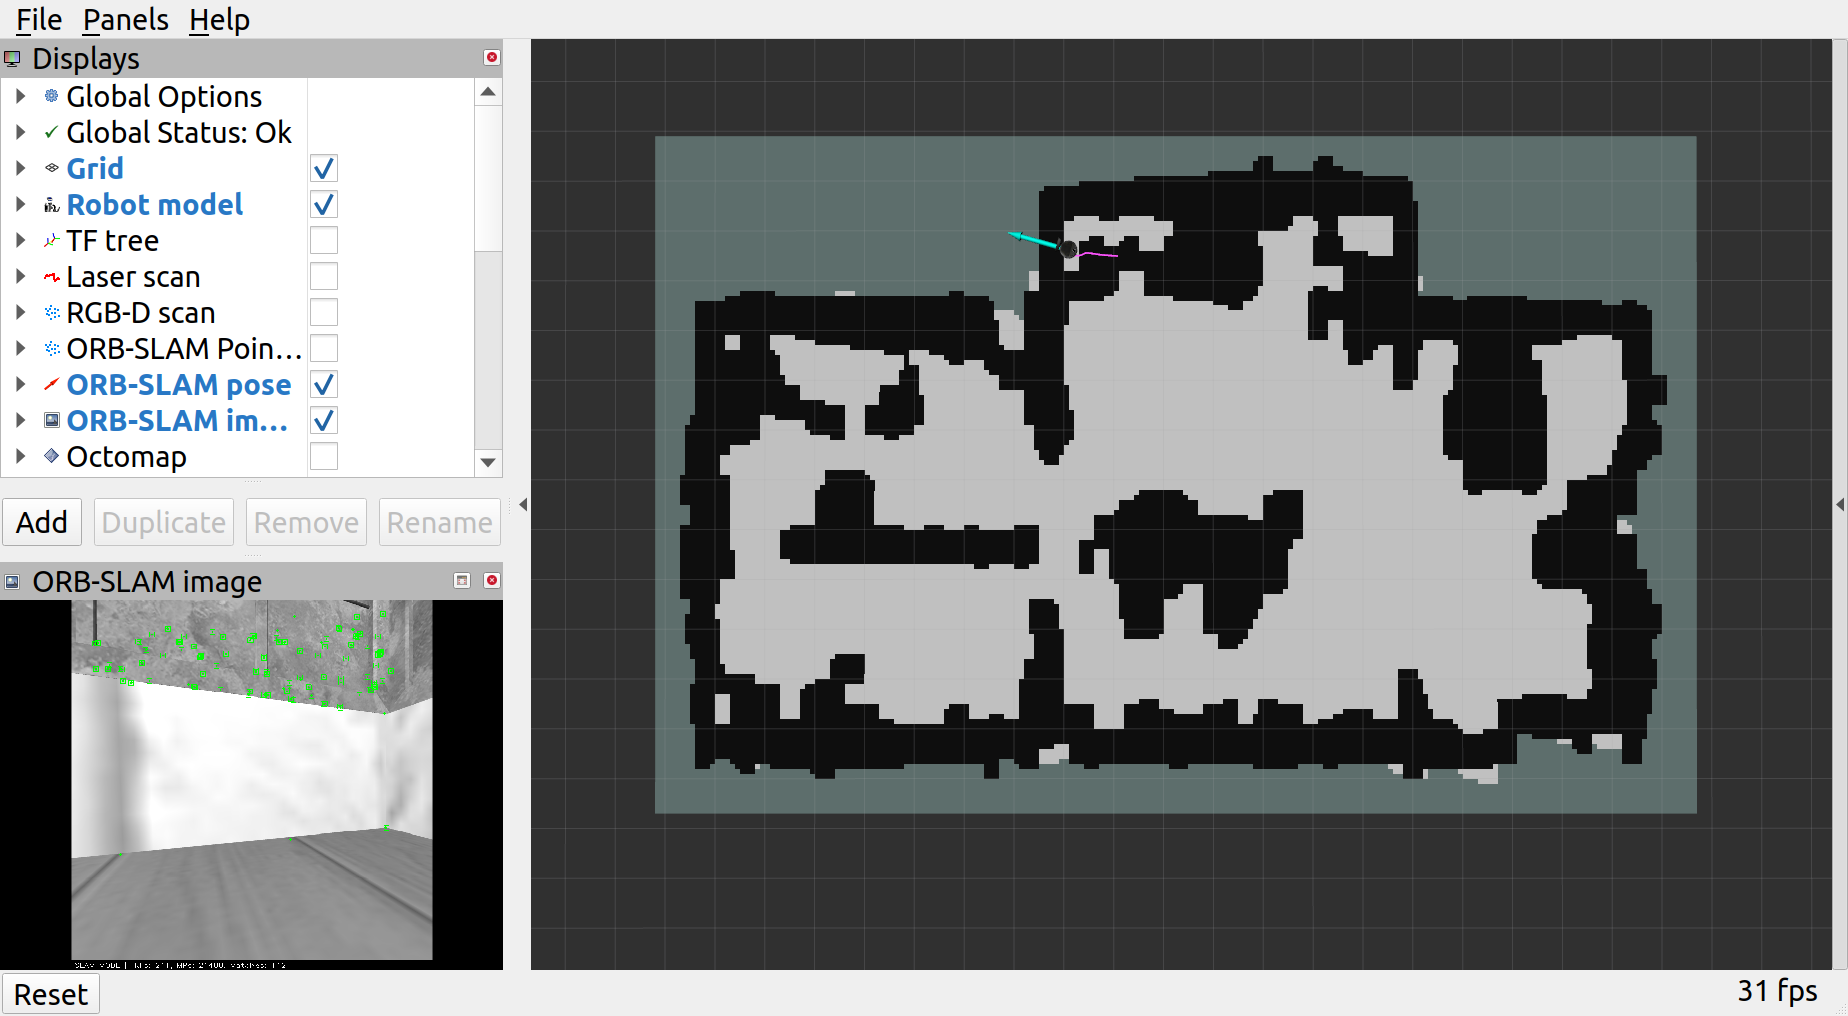 File Panels Help
Displays
Global Options
Global Status: Ok
Grid
Robot model
TF tree
Laser scan
RGB-D scan
ORB-SLAM Poin...
ORB-SLAM pose
ORB-SLAM im...
Octomap
Add Duplicate Remove Rename
ORB-SLAM image
SLAM MODE |
Reset
31 fps